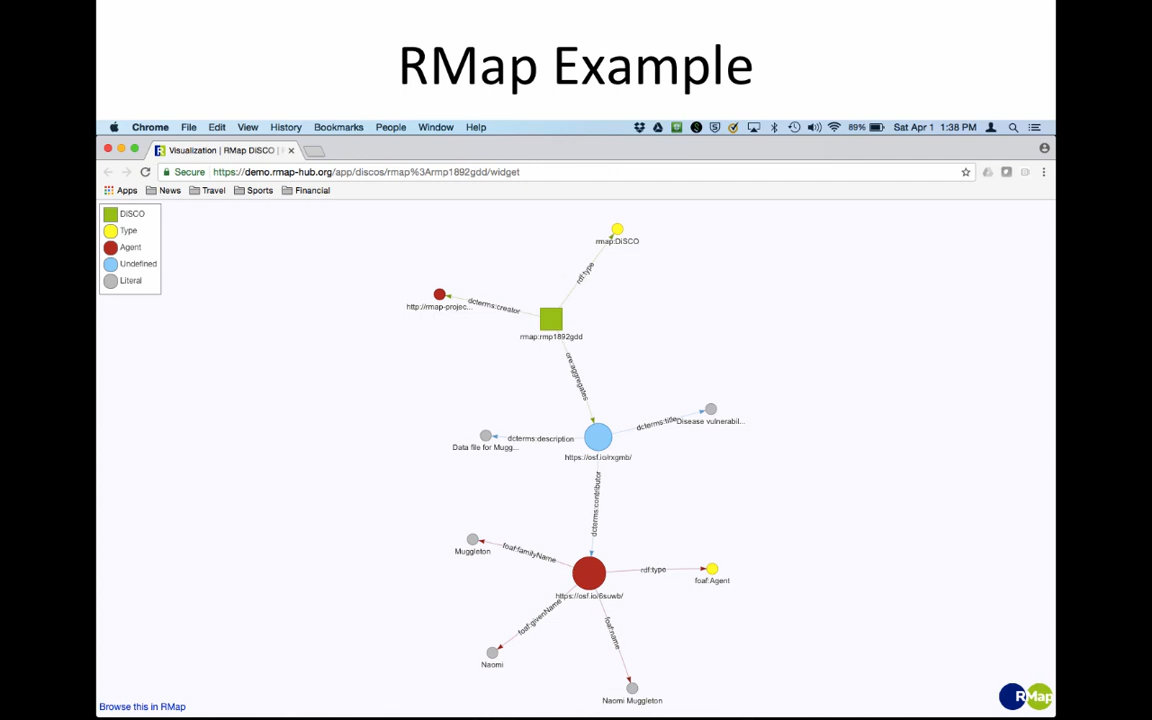 RMap Example
Chrome File Edit View History Bookmarks People Window Help 89% Sat Apr 1 1:38 PM
Visualization | RMap DiSCO |
Secure https://demo.rmap-hub.org/app/discos/rmap%3Armp1892gdd/widget
Apps News Travel Sports Financial
DiSCO
Type
Agent
Undefined
Literal
rmap:DiSCO
rdf:type
dcterms:creator
http://rmap-projec...
rmap:rmp1892gdd
ore:aggregates
dcterms:title
Disease vulnerabil...
dcterms:description
Data file for Mugg...
https://osf.io/rxgmb/
dcterms:contributor
foaf:familyName
Muggleton
rdf:type
foaf:Agent
https://osf.io/6suwb/
foaf:givenName
foaf:name
Naomi
Naomi Muggleton
Browse this in RMap
RMap